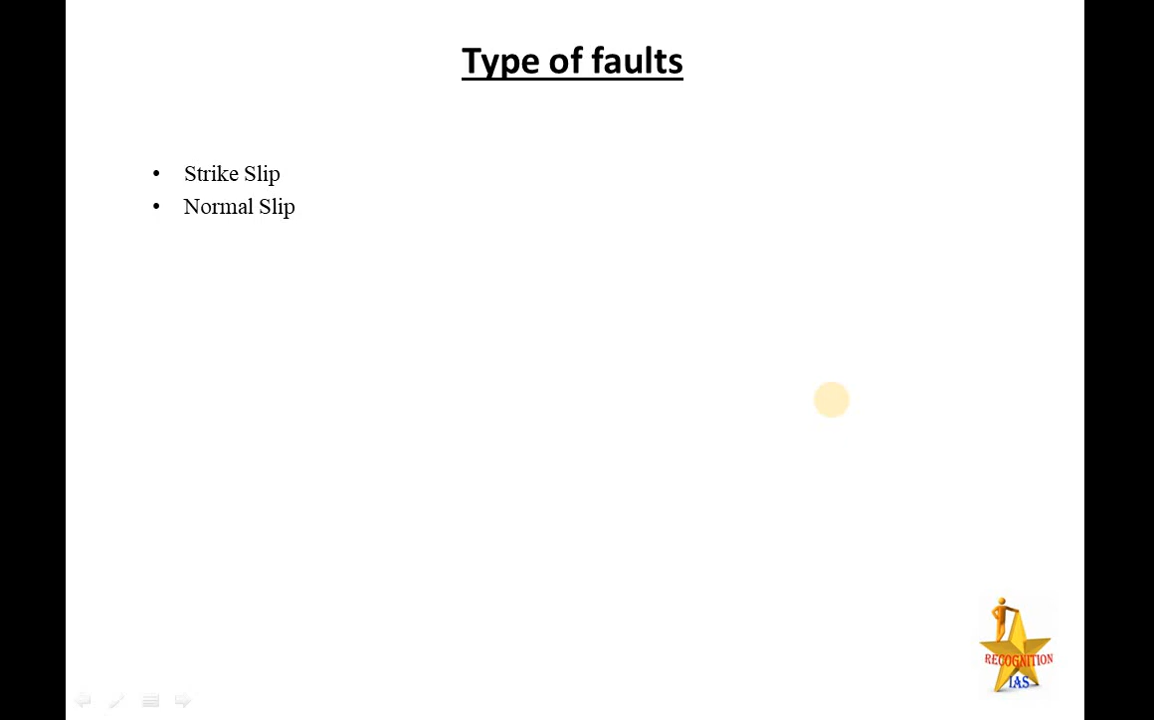 Type of faults
• Strike Slip
• Normal Slip
RECOGNITION
IAS